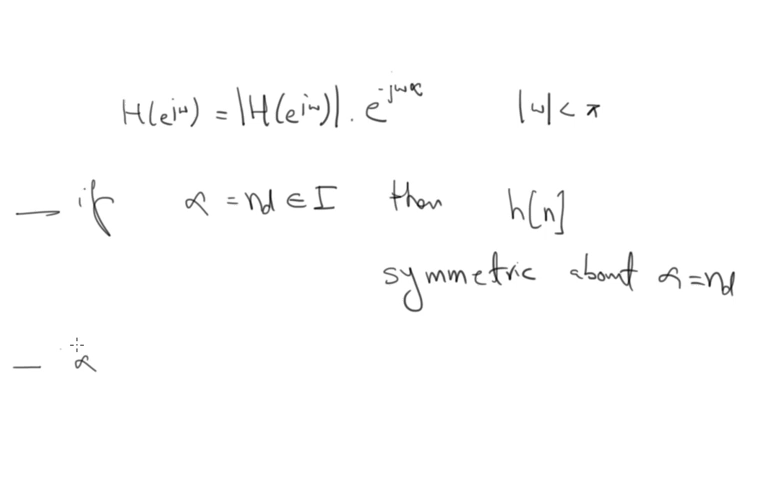 H(e^{jω}) = |H(e^{jω})| . e^{-jωα} |ω| < π
— if α = nd ∈ I then h[n]
symmetric about α = nd
— α